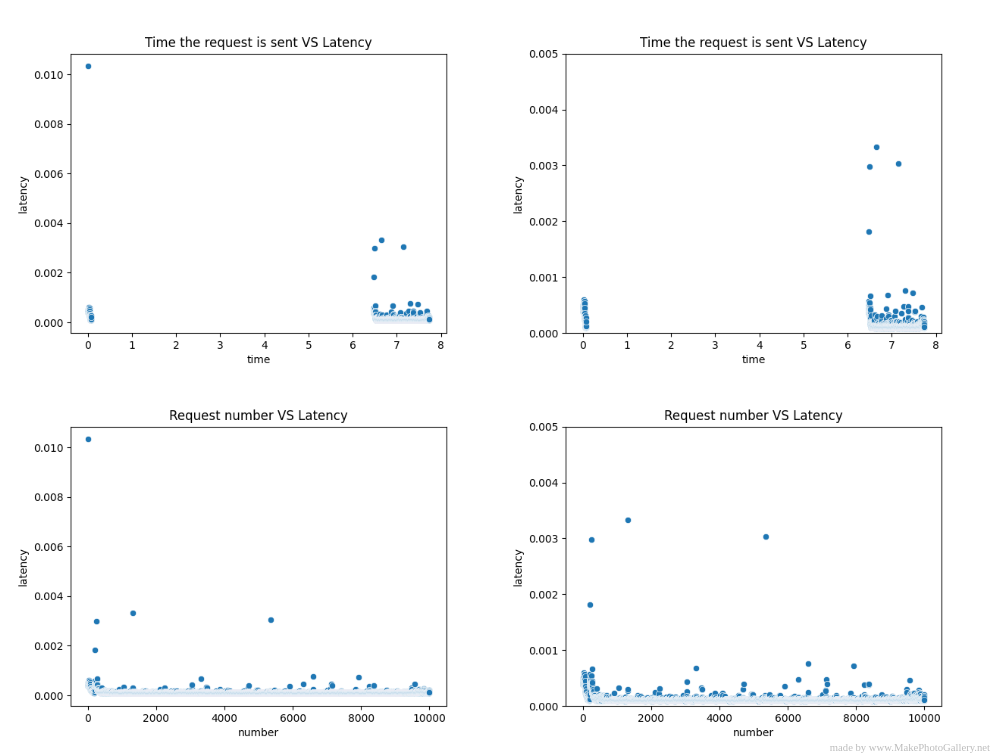 Time the request is sent VS Latency
0.010
0.008
0.006
0.004
0.002
0.000
latency
0 1 2 3 4 5 6 7 8
time
Time the request is sent VS Latency
0.005
0.004
0.003
0.002
0.001
0.000
latency
0 1 2 3 4 5 6 7 8
time
Request number VS Latency
0.010
0.008
0.006
0.004
0.002
0.000
latency
0 2000 4000 6000 8000 10000
number
Request number VS Latency
0.005
0.004
0.003
0.002
0.001
0.000
latency
0 2000 4000 6000 8000 10000
number
made by www.MakePhotoGallery.net